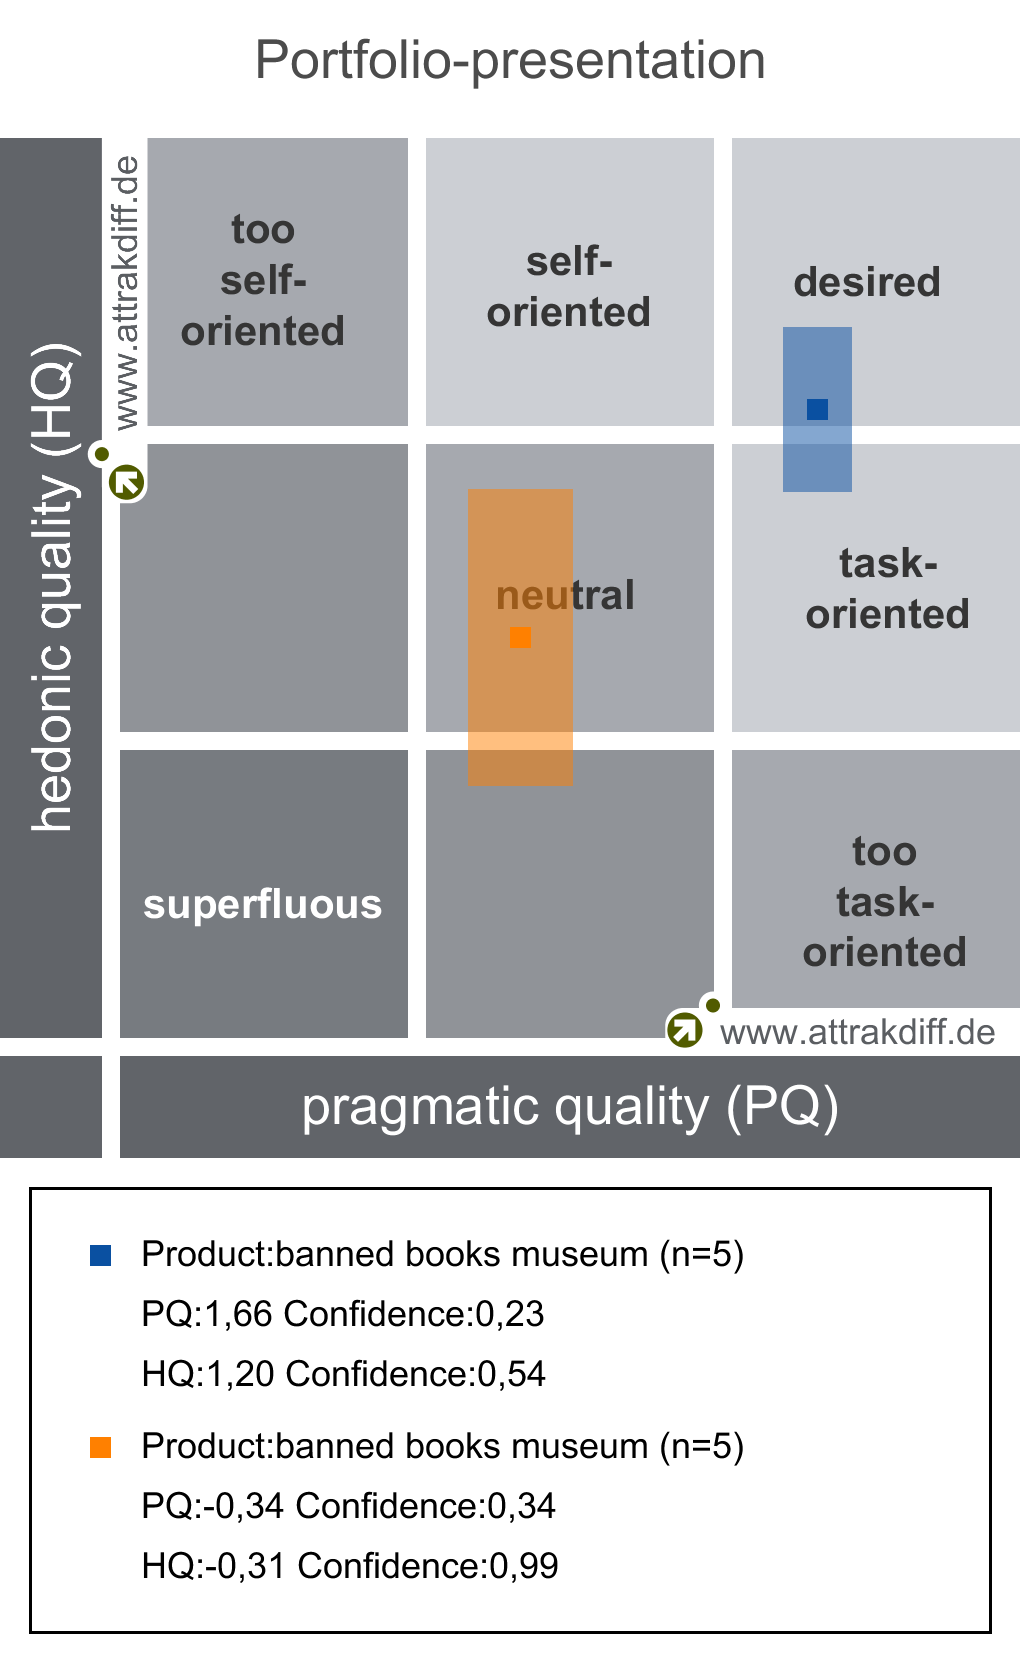 Portfolio-presentation
www.attrakdiff.de
hedonic quality (HQ)
too
self-
oriented
self-
oriented
desired
neutral
task-
oriented
superfluous
too
task-
oriented
www.attrakdiff.de
pragmatic quality (PQ)
Product:banned books museum (n=5)
PQ:1,66 Confidence:0,23
HQ:1,20 Confidence:0,54
Product:banned books museum (n=5)
PQ:-0,34 Confidence:0,34
HQ:-0,31 Confidence:0,99